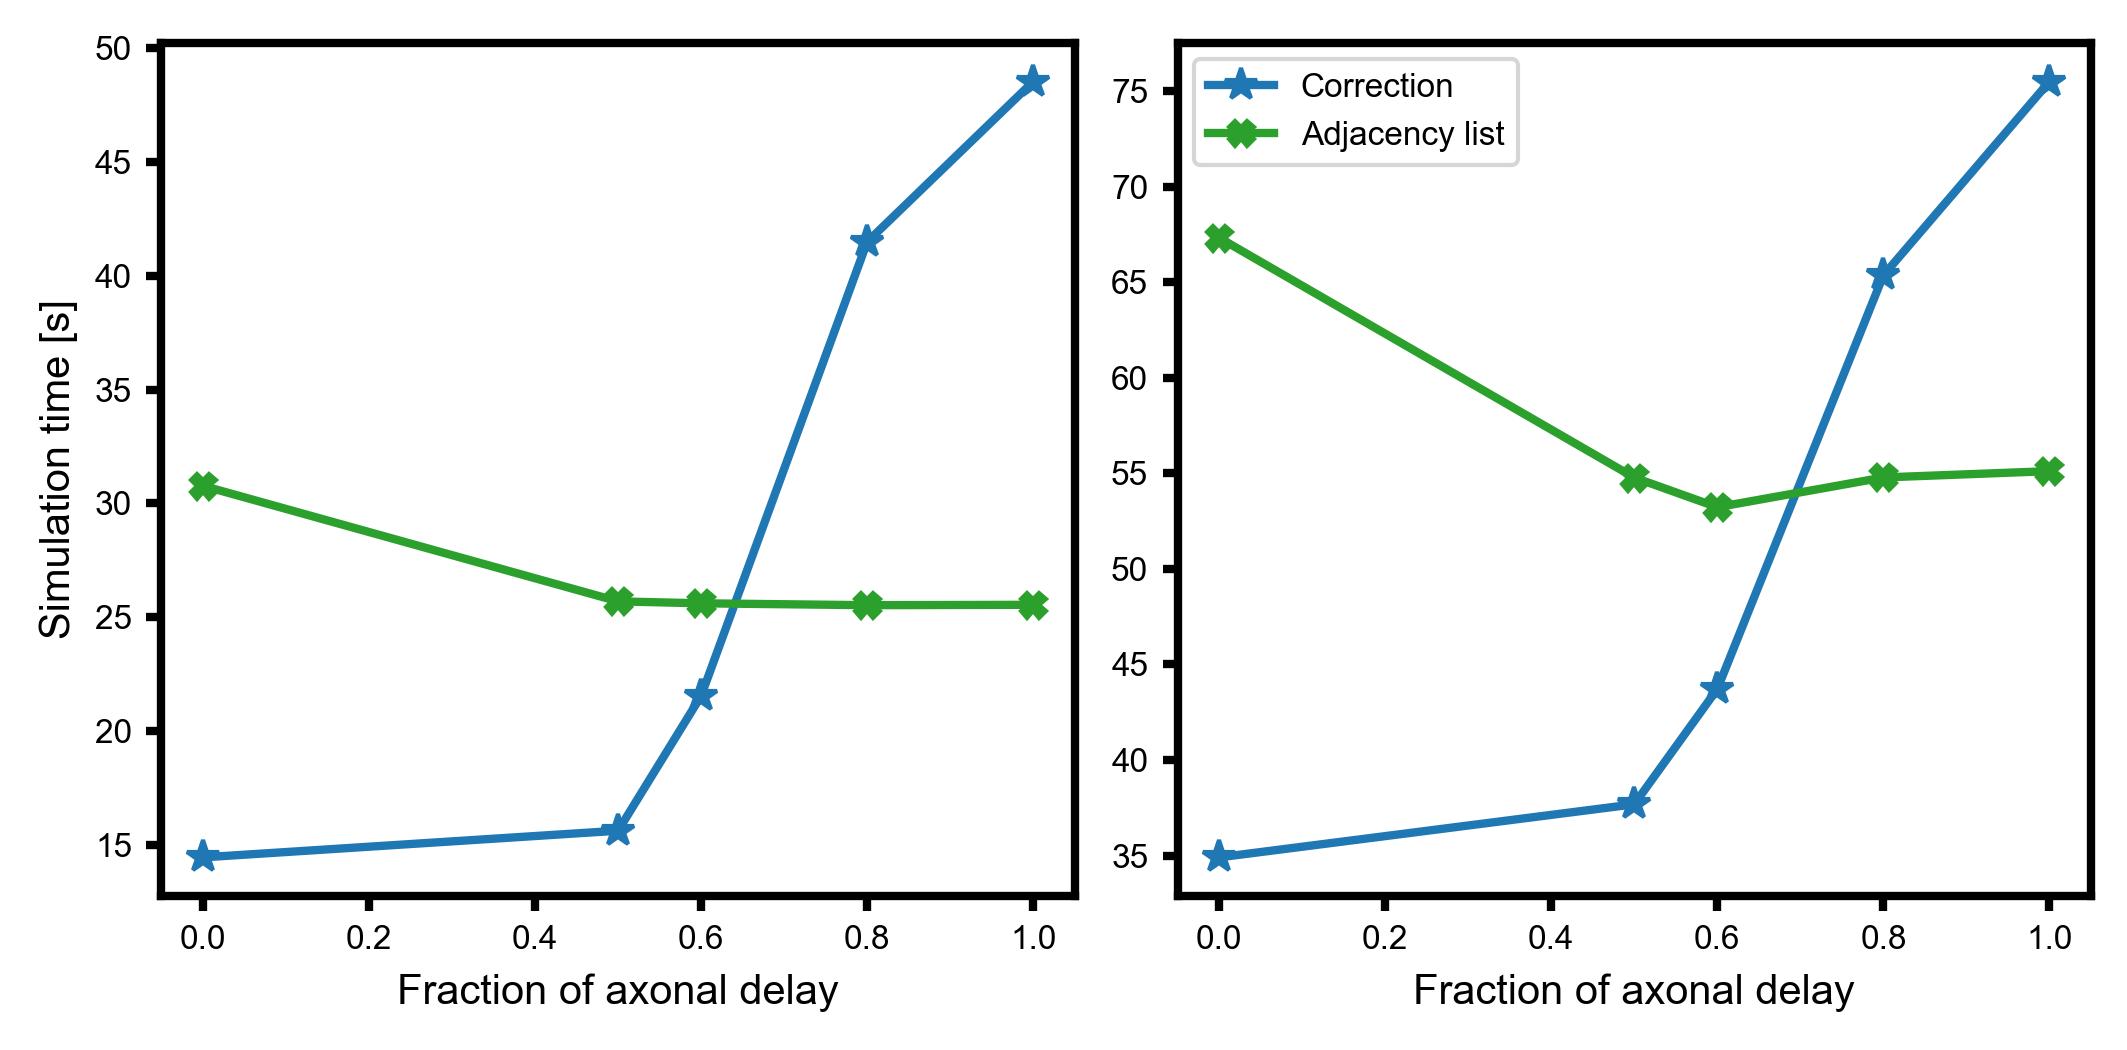 50
45
40
35
30
25
20
15
Simulation time [s]
0.0 0.2 0.4 0.6 0.8 1.0
Fraction of axonal delay
Correction
Adjacency list
75
70
65
60
55
50
45
40
35
0.0 0.2 0.4 0.6 0.8 1.0
Fraction of axonal delay